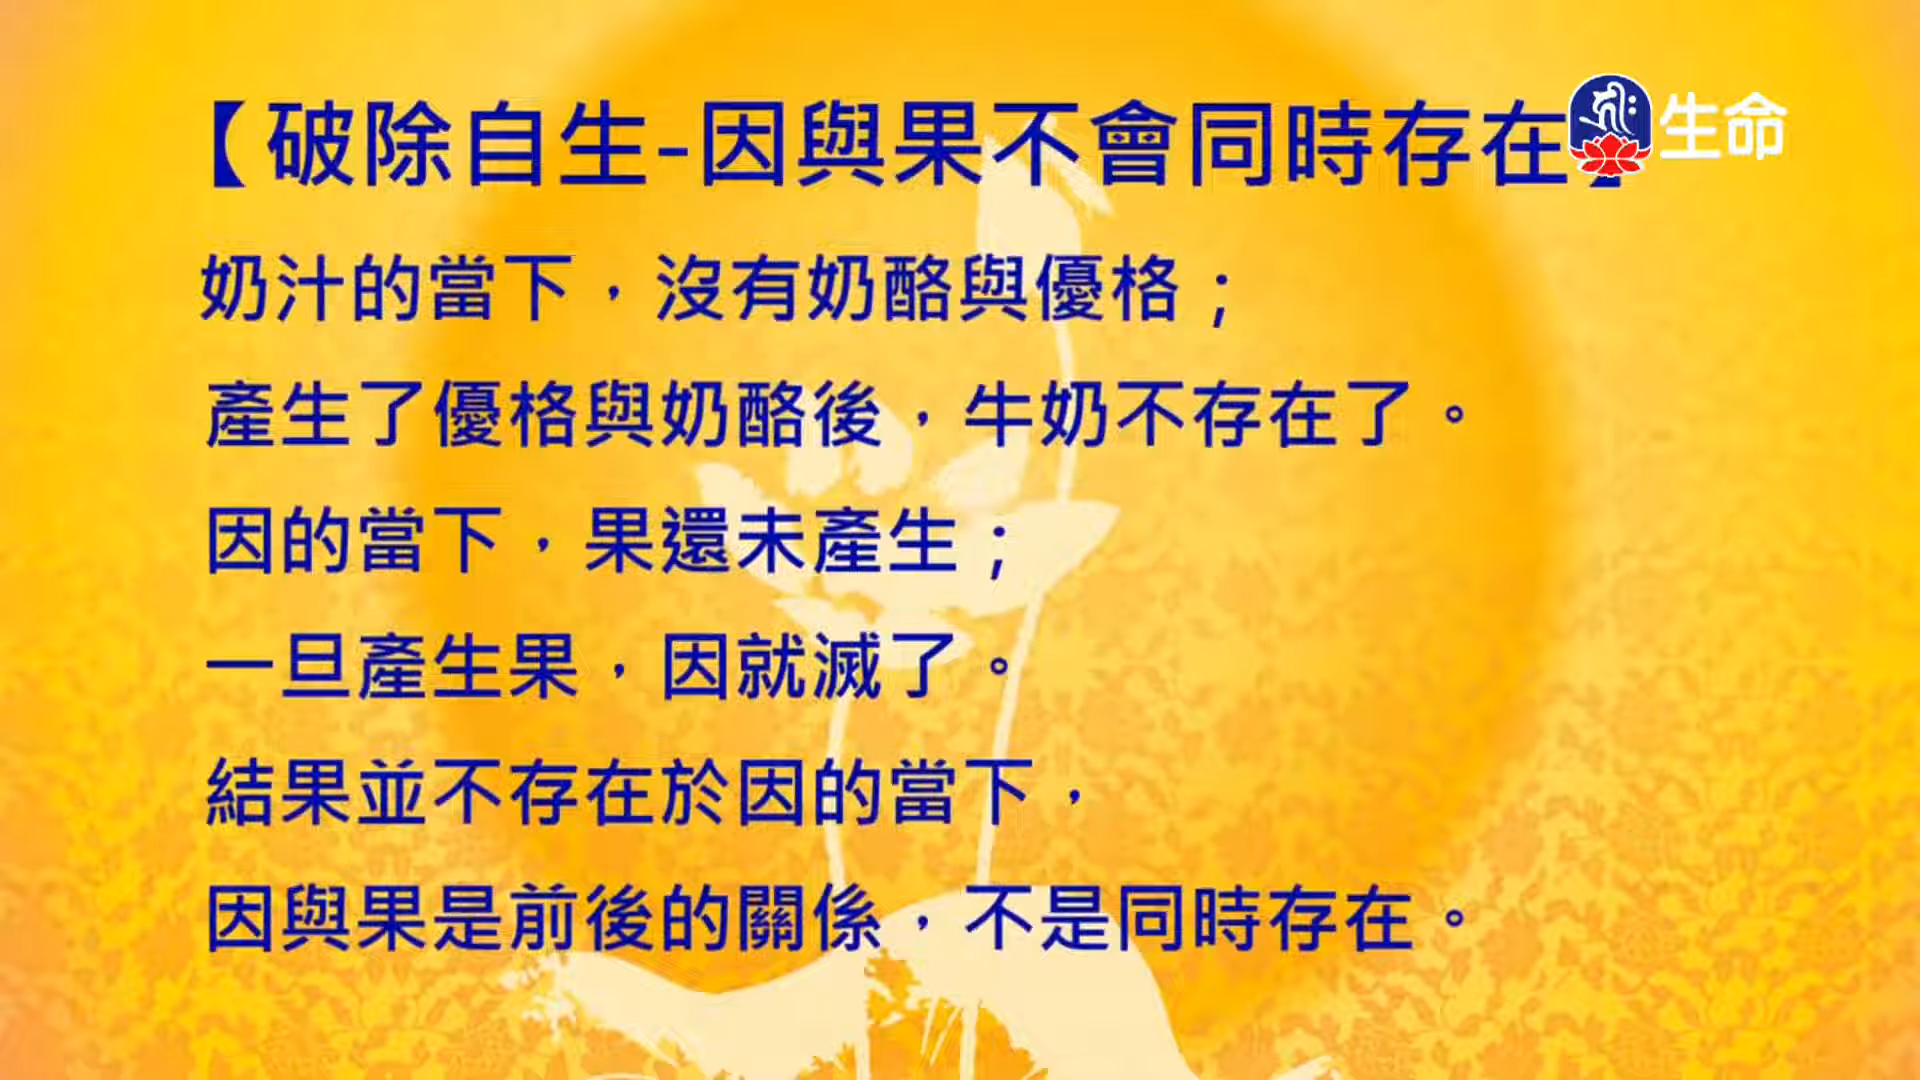 【破除自生-因與果不會同時存在】
生命
奶汁的當下，沒有奶酪與優格；
產生了優格與奶酪後，牛奶不存在了。
因的當下，果還未產生；
一旦產生果，因就滅了。
結果並不存在於因的當下，
因與果是前後的關係，不是同時存在。